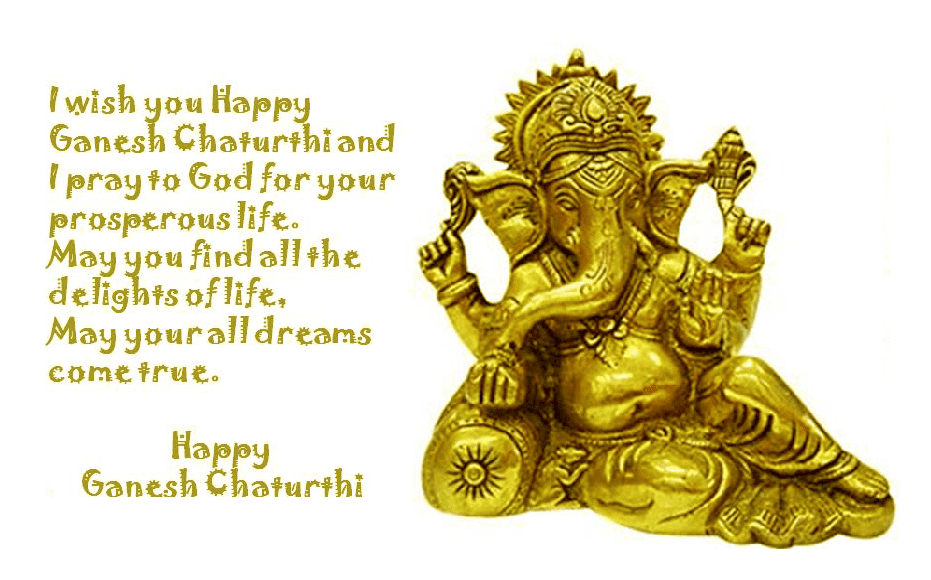 I wish you Happy
Ganesh Chaturthi and
I pray to God for your
prosperous life.
May you find all the
delights of life,
May your all dreams
come true.
Happy
Ganesh Chaturthi